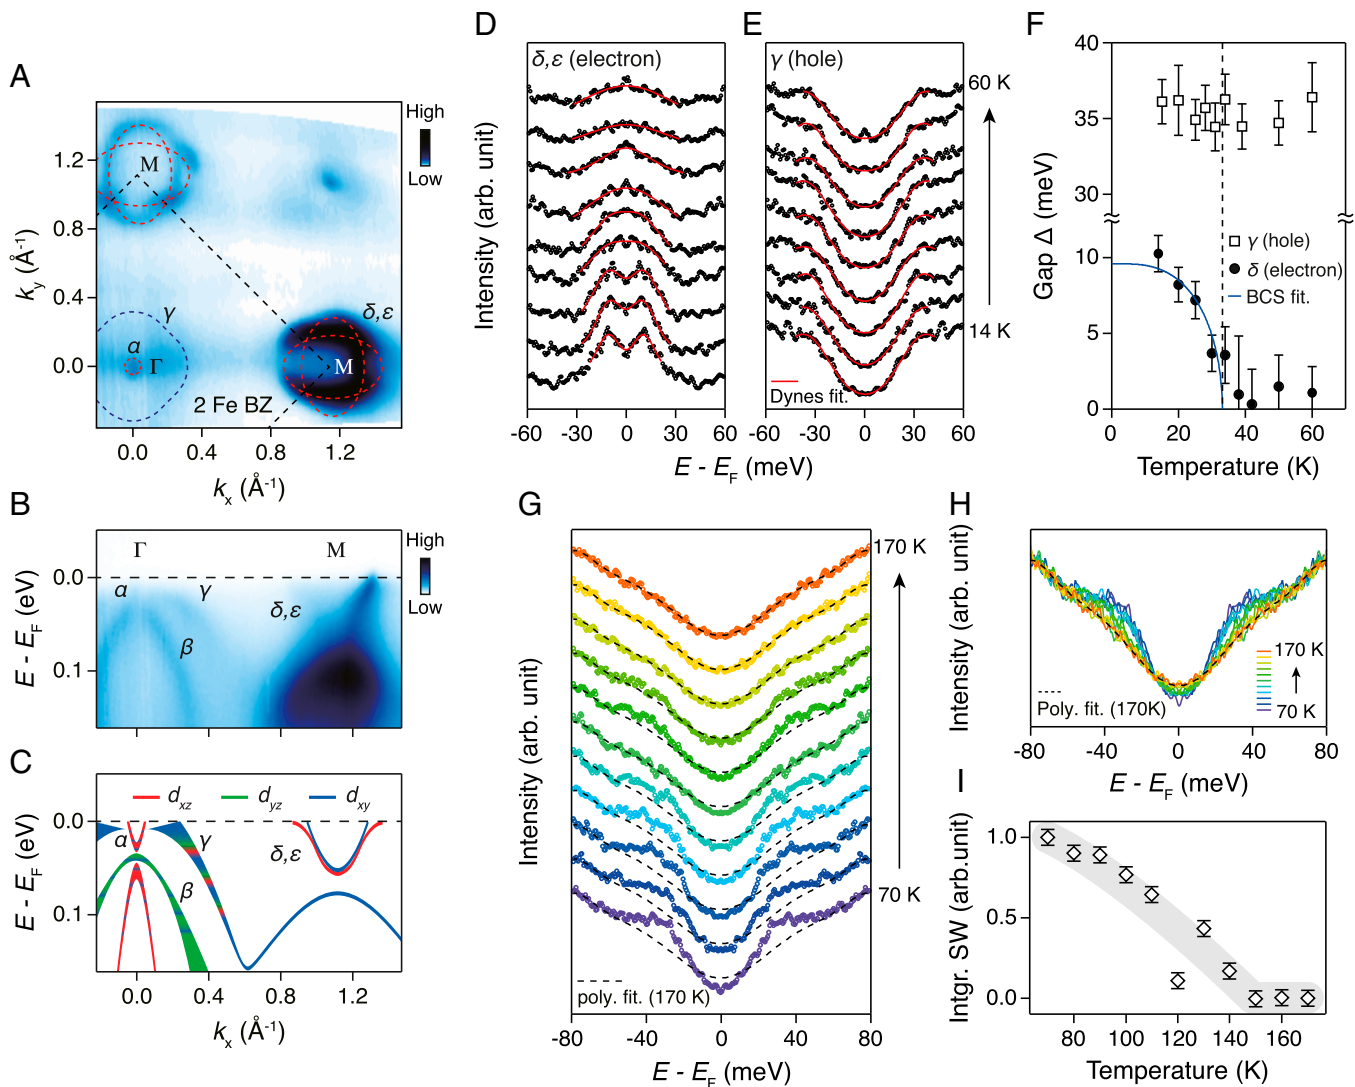 A
High
Low
M
γ
δ,ε
α
Γ
M
2 Fe BZ
1.2
0.8
0.4
0.0
ky (Å-1)
0.0 0.4 0.8 1.2
kx (Å-1)
B
Γ M
High
Low
0.0
0.1
α γ δ,ε
β
E - EF (eV)
C
dxz dyz dxy
0.0
0.1
α γ δ,ε
β
E - EF (eV)
0.0 0.4 0.8 1.2
kx (Å-1)
D
δ,ε (electron)
Intensity (arb. unit)
-60 -30 0 30 60
E
γ (hole)
60 K
14 K
Dynes fit.
-60 -30 0 30 60
E - EF (meV)
F
40
35
30
10
5
0
Gap Δ (meV)
γ (hole)
δ (electron)
BCS fit.
0 20 40 60
Temperature (K)
G
170 K
70 K
poly. fit. (170 K)
Intensity (arb. unit)
-80 -40 0 40 80
E - EF (meV)
H
Intensity (arb. unit)
170 K
70 K
Poly. fit. (170K)
-80 -40 0 40 80
E - EF (meV)
I
Intgr. SW (arb.unit)
1.0
0.5
0.0
80 100 120 140 160
Temperature (K)